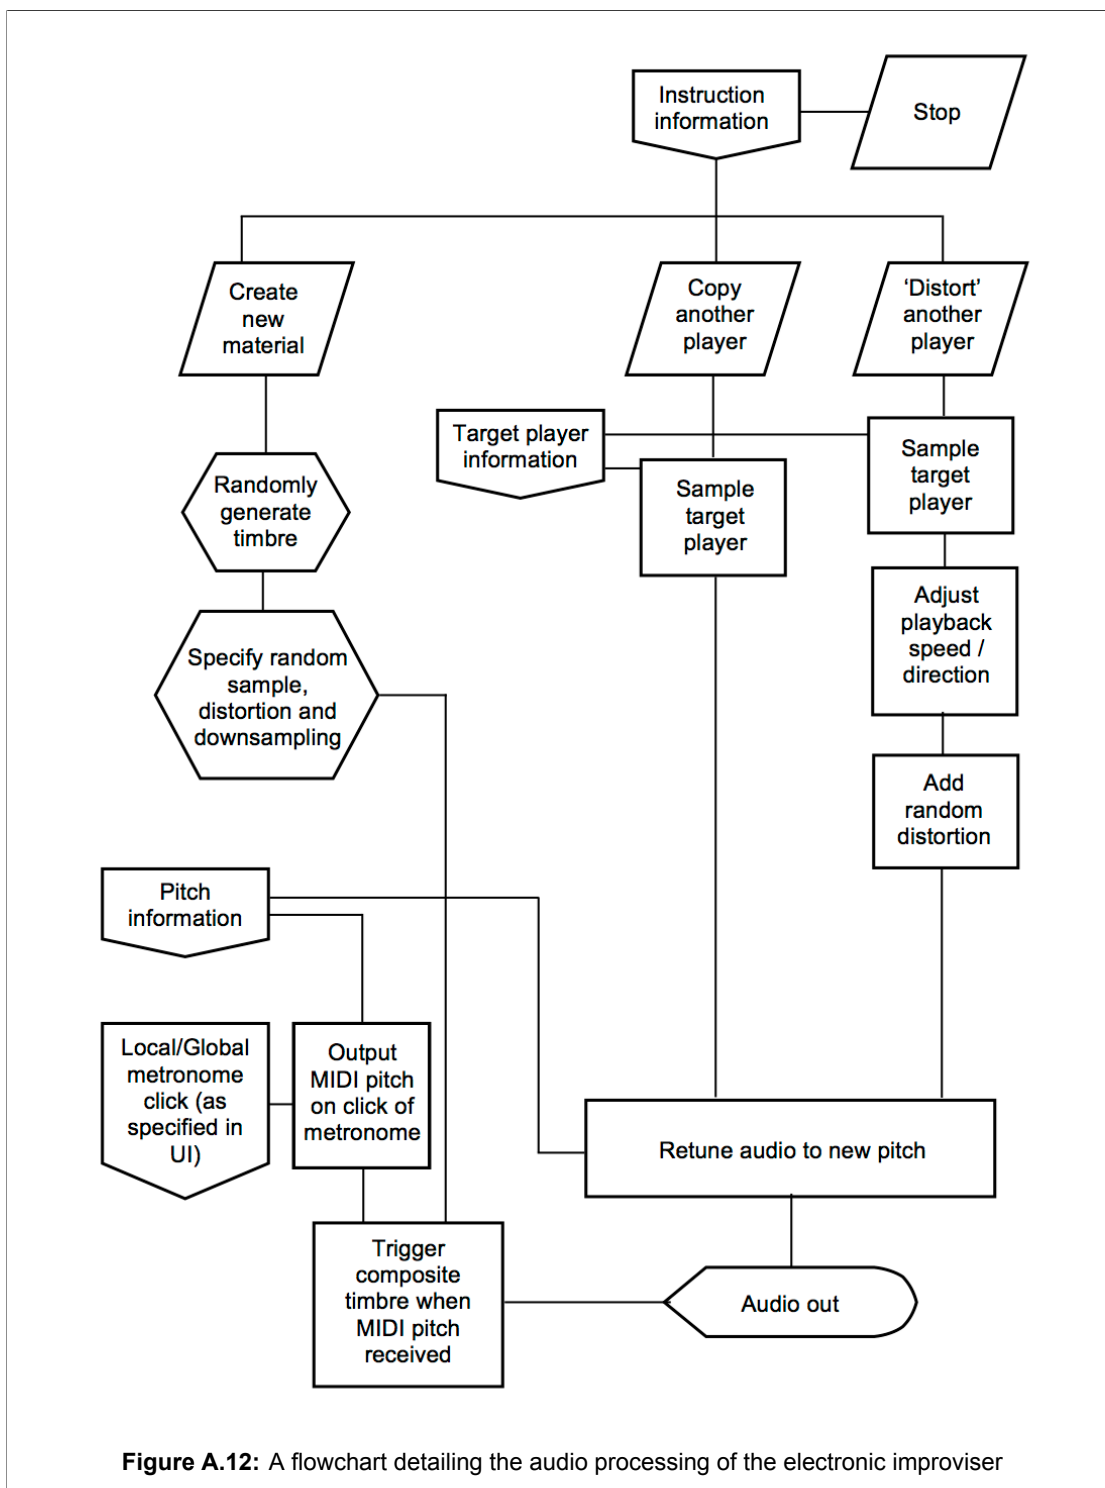 Instruction
information
Stop
Create
new
material
Copy
another
player
‘Distort’
another
player
Target player
information
Sample
target
player
Sample
target
player
Randomly
generate
timbre
Adjust
playback
speed /
direction
Specify random
sample,
distortion and
downsampling
Add
random
distortion
Pitch
information
Local/Global
metronome
click (as
specified in
UI)
Output
MIDI pitch
on click of
metronome
Retune audio to new pitch
Trigger
composite
timbre when
MIDI pitch
received
Audio out
Figure A.12: A flowchart detailing the audio processing of the electronic improviser